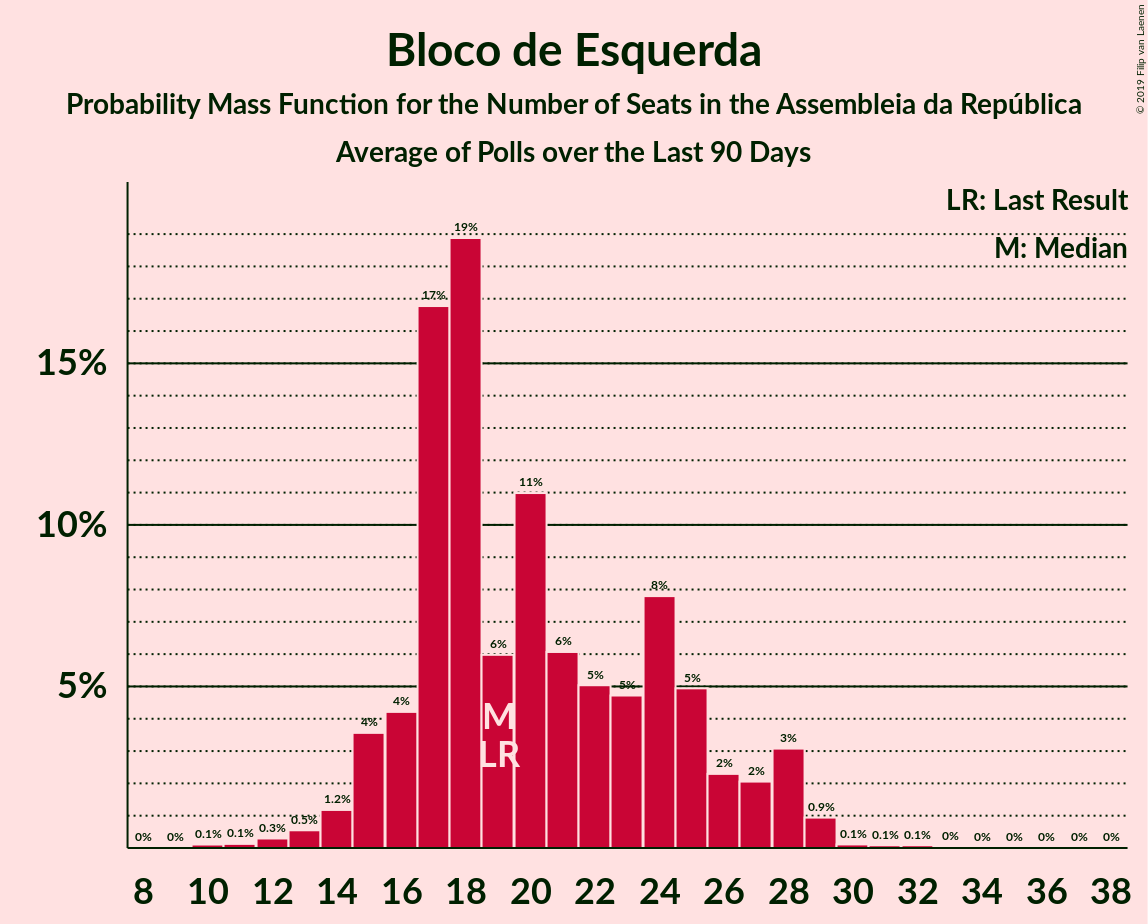 Bloco de Esquerda
Probability Mass Function for the Number of Seats in the Assembleia da República
Average of Polls over the Last 90 Days
© 2019 Filip van Laenen
LR: Last Result
M: Median
15%
10%
5%
0% 0% 0.1% 0.1% 0.3% 0.5% 1.2% 4% 4% 17% 19% 6% 11% 6% 5% 5% 8% 5% 2% 2% 3% 0.9% 0.1% 0.1% 0.1% 0% 0% 0% 0% 0% 0%
M
LR
8 10 12 14 16 18 20 22 24 26 28 30 32 34 36 38